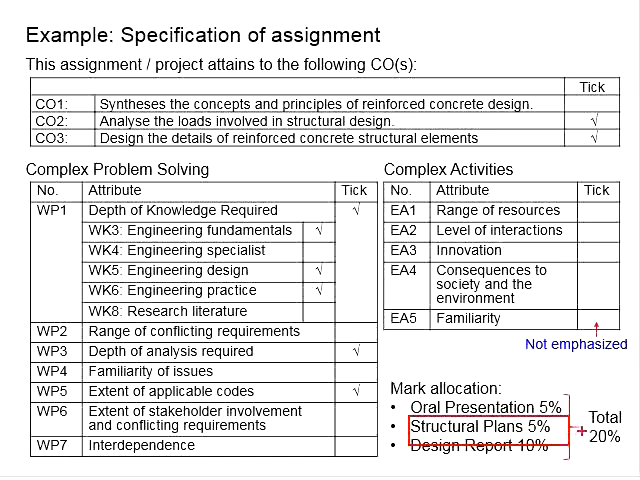 Example: Specification of assignment
This assignment / project attains to the following CO(s):
Tick
CO1: Syntheses the concepts and principles of reinforced concrete design.
CO2: Analyse the loads involved in structural design. √
CO3: Design the details of reinforced concrete structural elements √
Complex Problem Solving
No. Attribute Tick
WP1 Depth of Knowledge Required √
WK3: Engineering fundamentals √
WK4: Engineering specialist
WK5: Engineering design √
WK6: Engineering practice √
WK8: Research literature
WP2 Range of conflicting requirements
WP3 Depth of analysis required √
WP4 Familiarity of issues
WP5 Extent of applicable codes √
WP6 Extent of stakeholder involvement
and conflicting requirements
WP7 Interdependence
Complex Activities
No. Attribute Tick
EA1 Range of resources
EA2 Level of interactions
EA3 Innovation
EA4 Consequences to
society and the
environment
EA5 Familiarity
Not emphasized
Mark allocation:
• Oral Presentation 5%
• Structural Plans 5%
• Design Report 10%
Total
20%